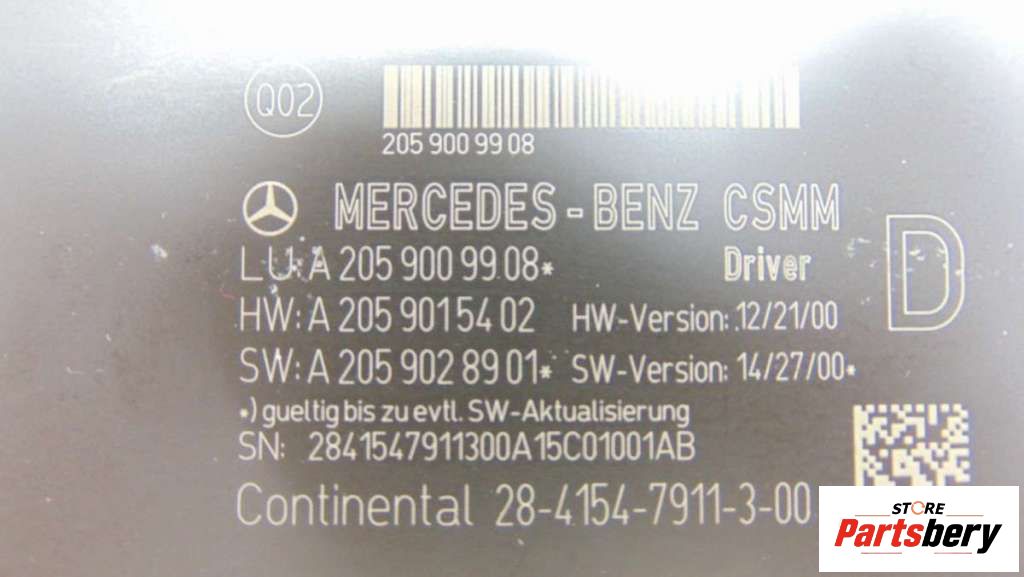 Q02
205 900 99 08
MERCEDES-BENZ CSMM
LU: A 205 900 99 08* Driver
D
HW: A 205 901 54 02 HW-Version: 12/21/00
SW: A 205 902 89 01* SW-Version: 14/27/00*
*) gueltig bis zu evtl. SW-Aktualisierung
SN: 2841547911300A15C01001AB
Continental 28-4154-7911-3-00
STORE
Partsbery